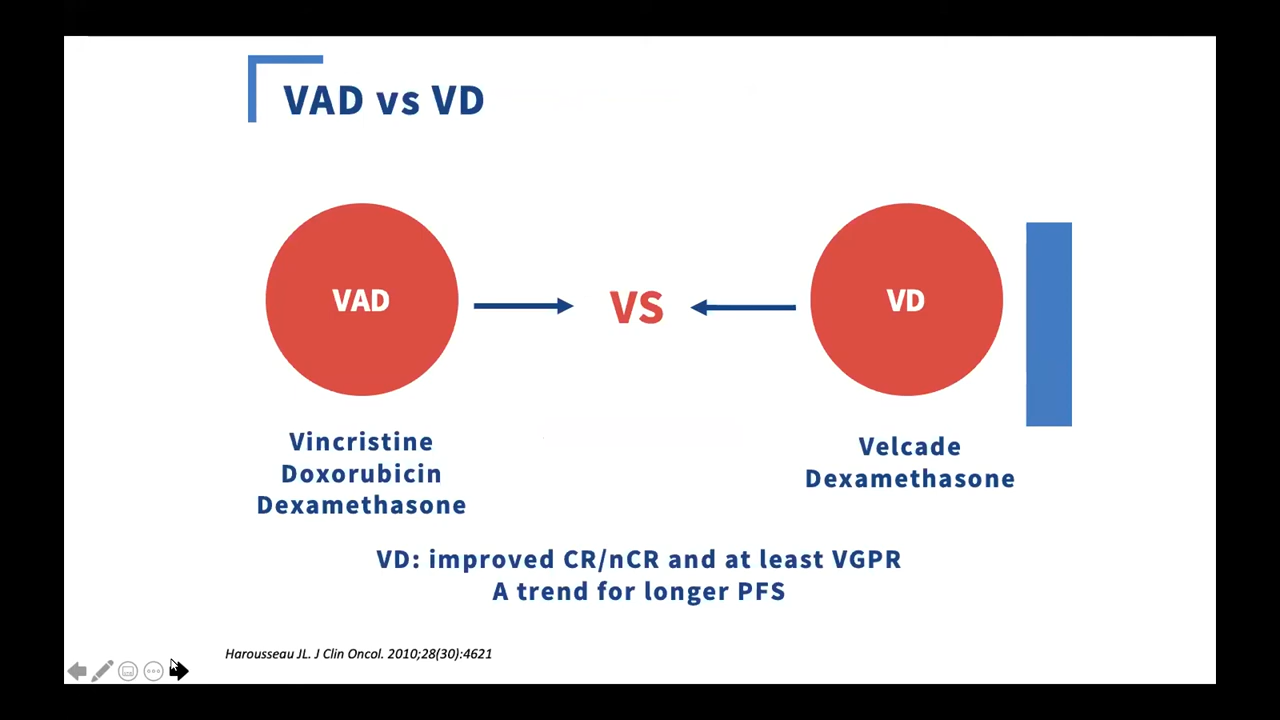 VAD vs VD
VAD
VS
VD
Vincristine
Doxorubicin
Dexamethasone
Velcade
Dexamethasone
VD: improved CR/nCR and at least VGPR
A trend for longer PFS
Harousseau JL. J Clin Oncol. 2010;28(30):4621